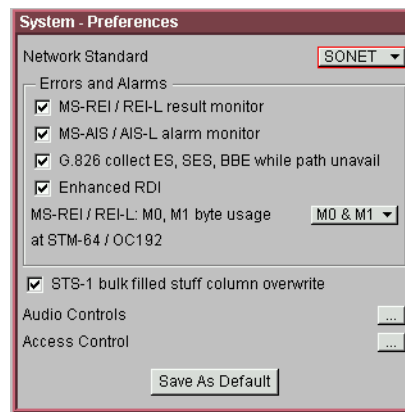 System - Preferences
Network Standard SONET
Errors and Alarms
MS-REI / REI-L result monitor
MS-AIS / AIS-L alarm monitor
G.826 collect ES, SES, BBE while path unavail
Enhanced RDI
MS-REI / REI-L: M0, M1 byte usage M0 & M1
at STM-64 / OC192
STS-1 bulk filled stuff column overwrite
Audio Controls ...
Access Control ...
Save As Default